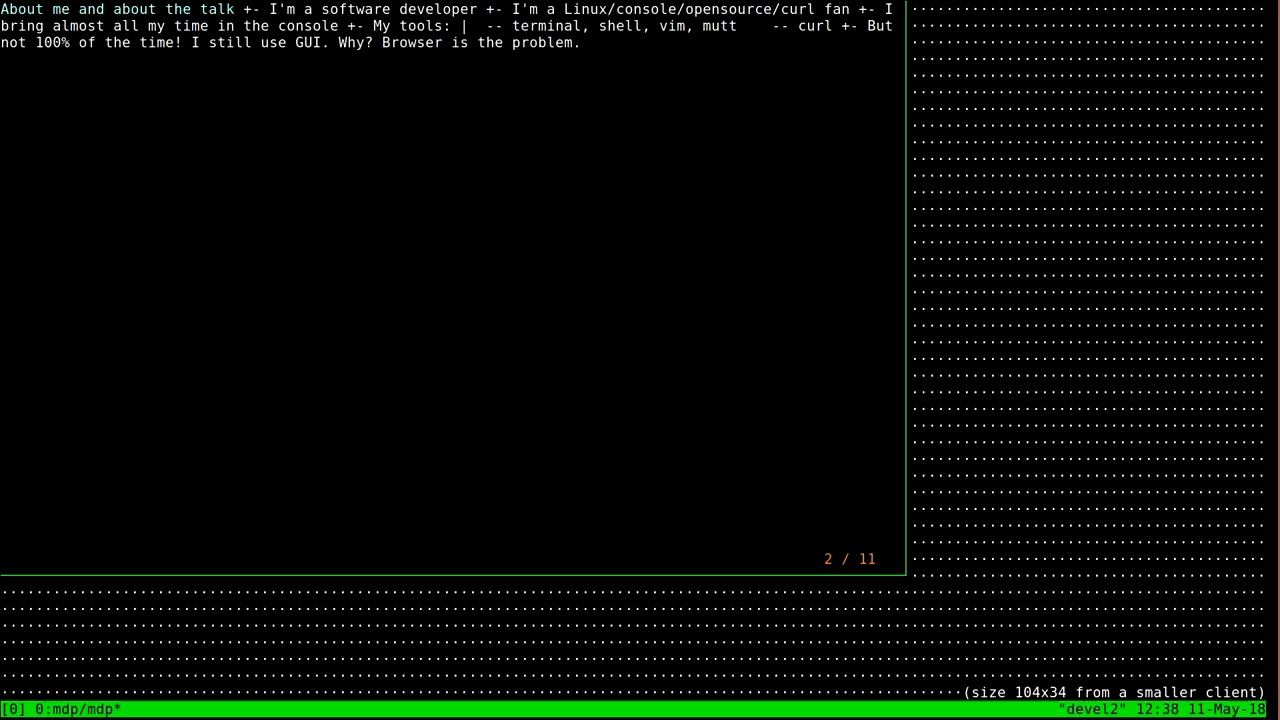 About me and about the talk +- I'm a software developer +- I'm a Linux/console/opensource/curl fan +- I
bring almost all my time in the console +- My tools: |  -- terminal, shell, vim, mutt    -- curl +- But
not 100% of the time! I still use GUI. Why? Browser is the problem.
2 / 11
(size 104x34 from a smaller client)
[0] 0:mdp/mdp* "devel2" 12:38 11-May-18